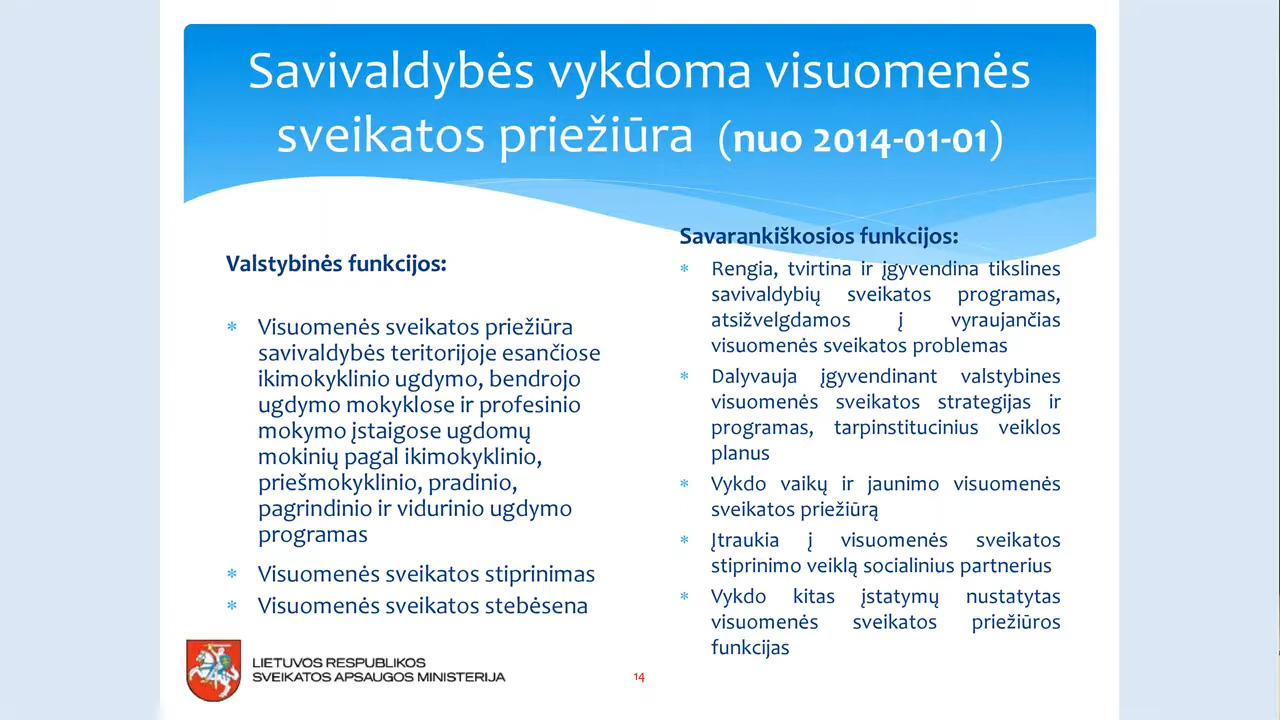 Savivaldybės vykdoma visuomenės
sveikatos priežiūra (nuo 2014-01-01)
Valstybinės funkcijos:
* Visuomenės sveikatos priežiūra
savivaldybės teritorijoje esančiose
ikimokyklinio ugdymo, bendrojo
ugdymo mokyklose ir profesinio
mokymo įstaigose ugdomų
mokinių pagal ikimokyklinio,
priešmokyklinio, pradinio,
pagrindinio ir vidurinio ugdymo
programas
* Visuomenės sveikatos stiprinimas
* Visuomenės sveikatos stebėsena
Savarankiškosios funkcijos:
* Rengia, tvirtina ir įgyvendina tikslines
savivaldybių sveikatos programas,
atsižvelgdamos į vyraujančias
visuomenės sveikatos problemas
* Dalyvauja įgyvendinant valstybines
visuomenės sveikatos strategijas ir
programas, tarpinstitucinius veiklos
planus
* Vykdo vaikų ir jaunimo visuomenės
sveikatos priežiūrą
* Įtraukia į visuomenės sveikatos
stiprinimo veiklą socialinius partnerius
* Vykdo kitas įstatymų nustatytas
visuomenės sveikatos priežiūros
funkcijas
LIETUVOS RESPUBLIKOS
SVEIKATOS APSAUGOS MINISTERIJA
14